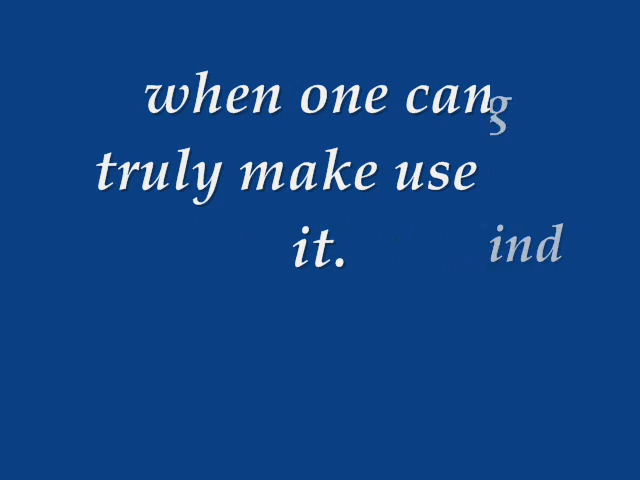 when one can g
truly make use
it. ind